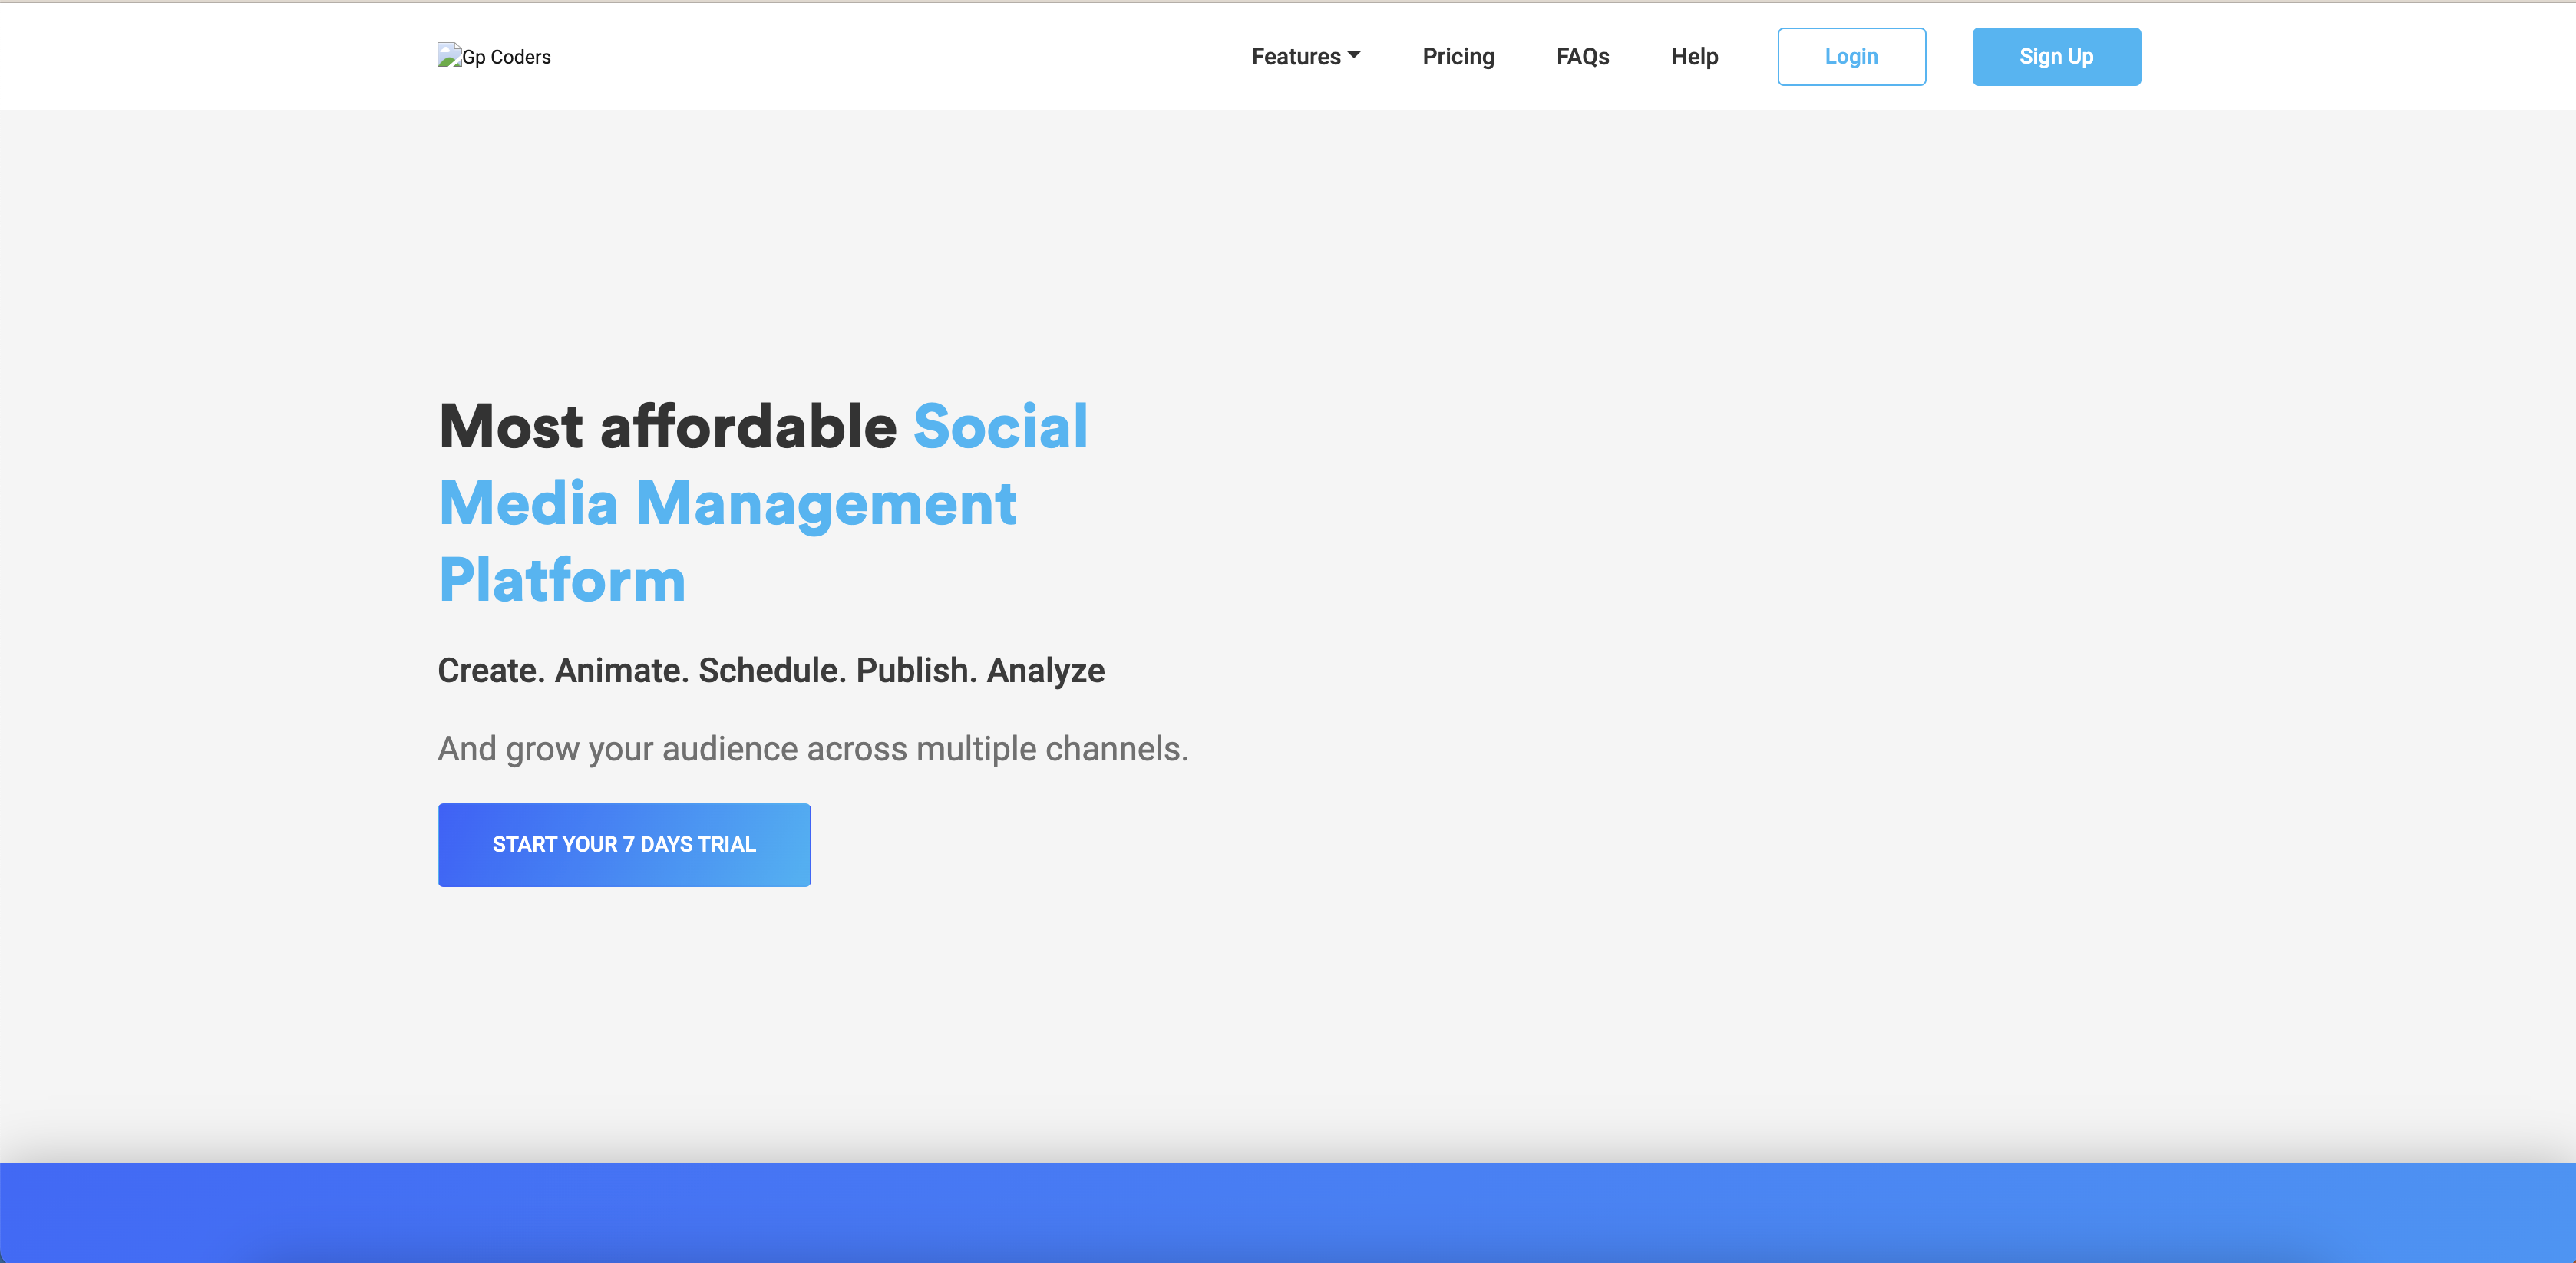 Gp Coders
Features
Pricing
FAQs
Help
Login
Sign Up
Most affordable Social
Media Management
Platform
Create. Animate. Schedule. Publish. Analyze
And grow your audience across multiple channels.
START YOUR 7 DAYS TRIAL